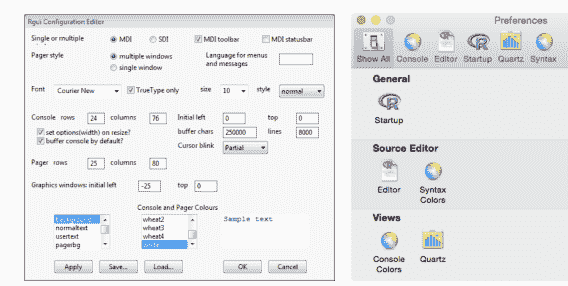 Rgui Configuration Editor
Single or multiple
MDI
SDI
MDI toolbar
MDI statusbar
Pager style
multiple windows
single window
Language for menus
and messages
Font
Courier New
TrueType only
size
10
style
normal
Console rows
24
columns
76
Initial left
0
top
0
set options(width) on resize?
buffer console by default?
buffer chars
250000
lines
8000
Cursor blink
Partial
Pager rows
25
columns
80
Graphics windows: initial left
-25
top
0
Console and Pager Colours
background
normaltext
usertext
pagerbg
wheat2
wheat3
wheat4
white
Sample text
Apply
Save...
Load...
OK
Cancel
Preferences
Show All
Console
Editor
Startup
Quartz
Syntax
General
Startup
Source Editor
Editor
Syntax
Colors
Views
Console
Colors
Quartz